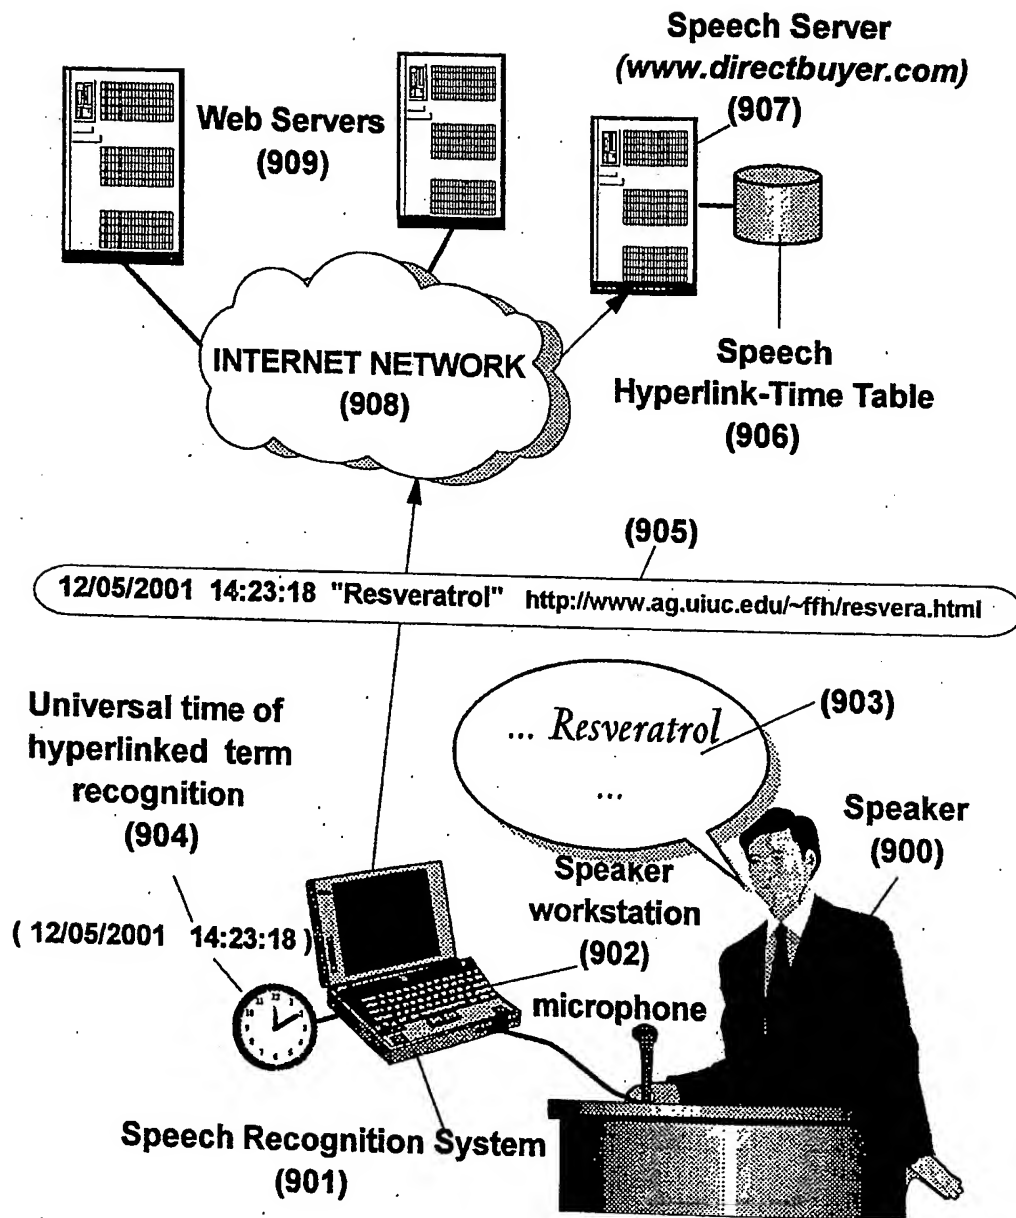 Speech Server
(www.directbuyer.com)
(907)
Web Servers
(909)
INTERNET NETWORK
(908)
Speech
Hyperlink-Time Table
(906)
(905)
12/05/2001 14:23:18 "Resveratrol" http://www.ag.uiuc.edu/~ffh/resvera.html
Universal time of
hyperlinked term
recognition
(904)
( 12/05/2001 14:23:18 )
... Resveratrol
...
(903)
Speaker
(900)
Speaker
workstation
(902)
microphone
Speech Recognition System
(901)